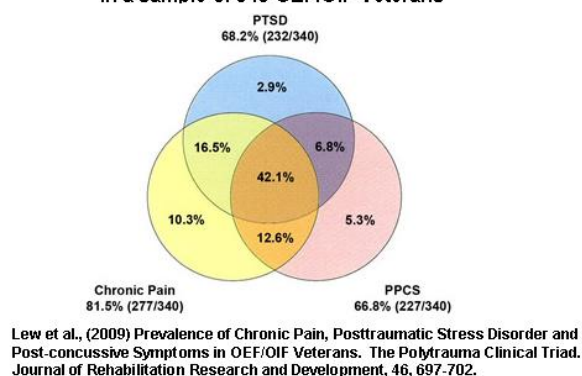 PTSD
68.2% (232/340)
2.9%
16.5%
6.8%
42.1%
10.3%
5.3%
12.6%
Chronic Pain
81.5% (277/340)
PPCS
66.8% (227/340)
Lew et al., (2009) Prevalence of Chronic Pain, Posttraumatic Stress Disorder and
Post-concussive Symptoms in OEF/OIF Veterans. The Polytrauma Clinical Triad.
Journal of Rehabilitation Research and Development, 46, 697-702.